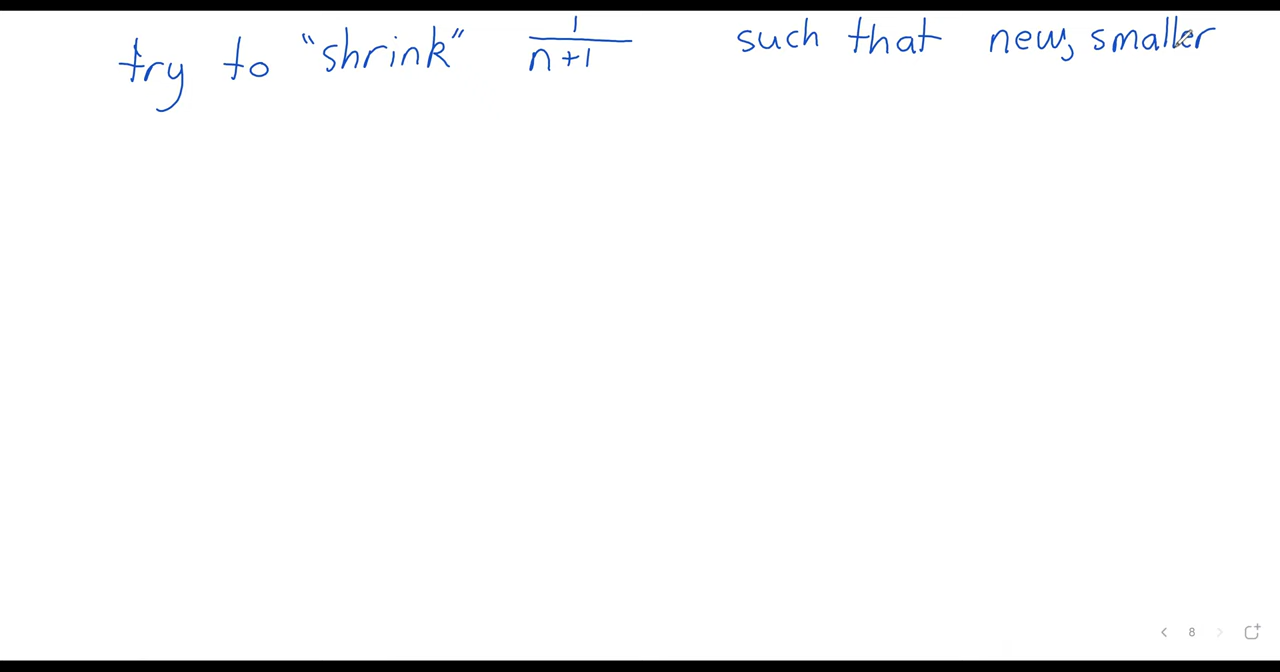 try to "shrink" 1/(n+1) such that new, smaller
8